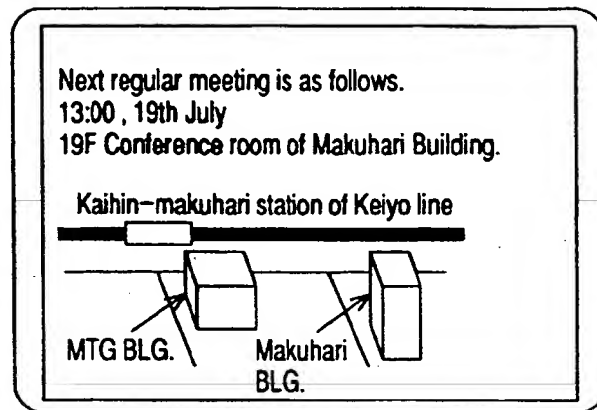 Next regular meeting is as follows.
13:00 , 19th July
19F Conference room of Makuhari Building.
Kaihin-makuhari station of Keiyo line
MTG BLG.
Makuhari
BLG.